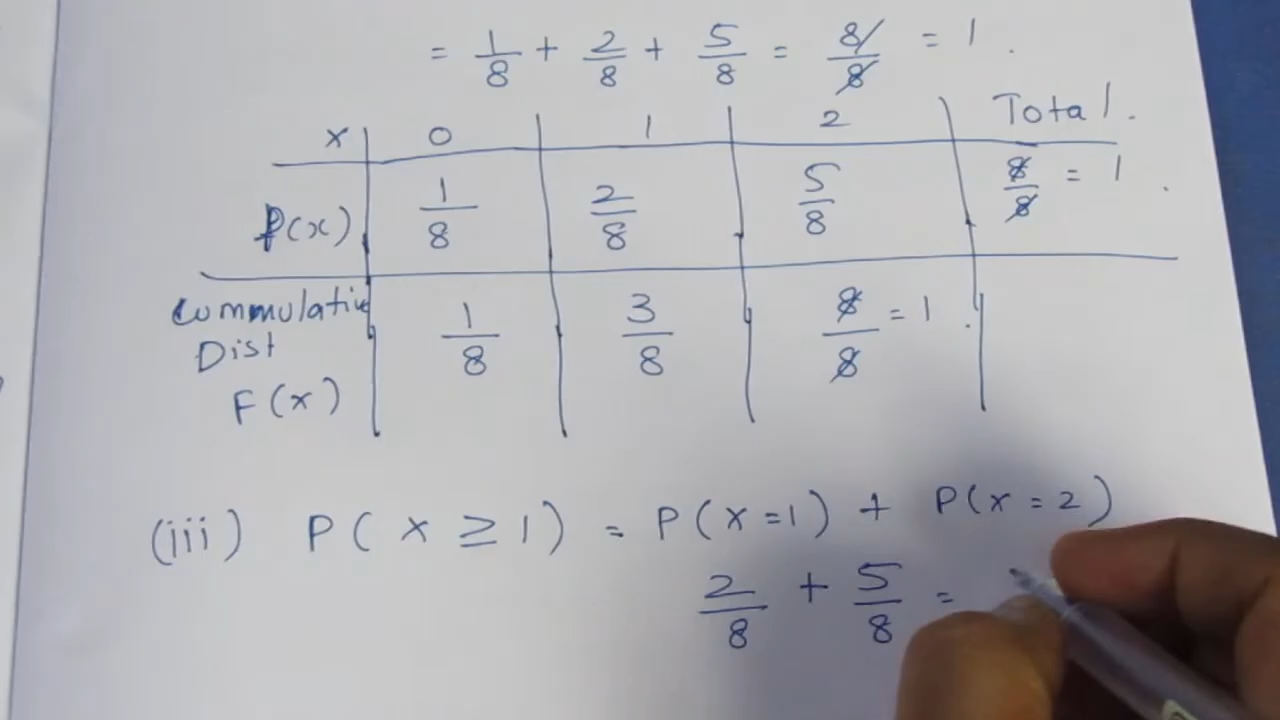 = 1/8 + 2/8 + 5/8 = 8/8 = 1.
x 0 1 2 Total.
P(x) 1/8 2/8 5/8 8/8 = 1.
Cummulative Dist F(x) 1/8 3/8 8/8 = 1.
(iii) P(x ≥ 1) = P(x=1) + P(x=2)
2/8 + 5/8 =